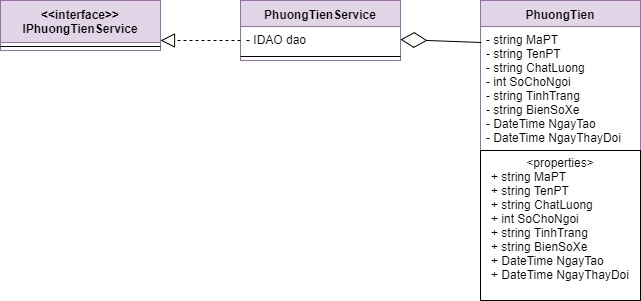 <<interface>>
IPhuongTienService
PhuongTienService
- IDAO dao
PhuongTien
- string MaPT
- string TenPT
- string ChatLuong
- int SoChoNgoi
- string TinhTrang
- string BienSoXe
- DateTime NgayTao
- DateTime NgayThayDoi
<properties>
+ string MaPT
+ string TenPT
+ string ChatLuong
+ int SoChoNgoi
+ string TinhTrang
+ string BienSoXe
+ DateTime NgayTao
+ DateTime NgayThayDoi